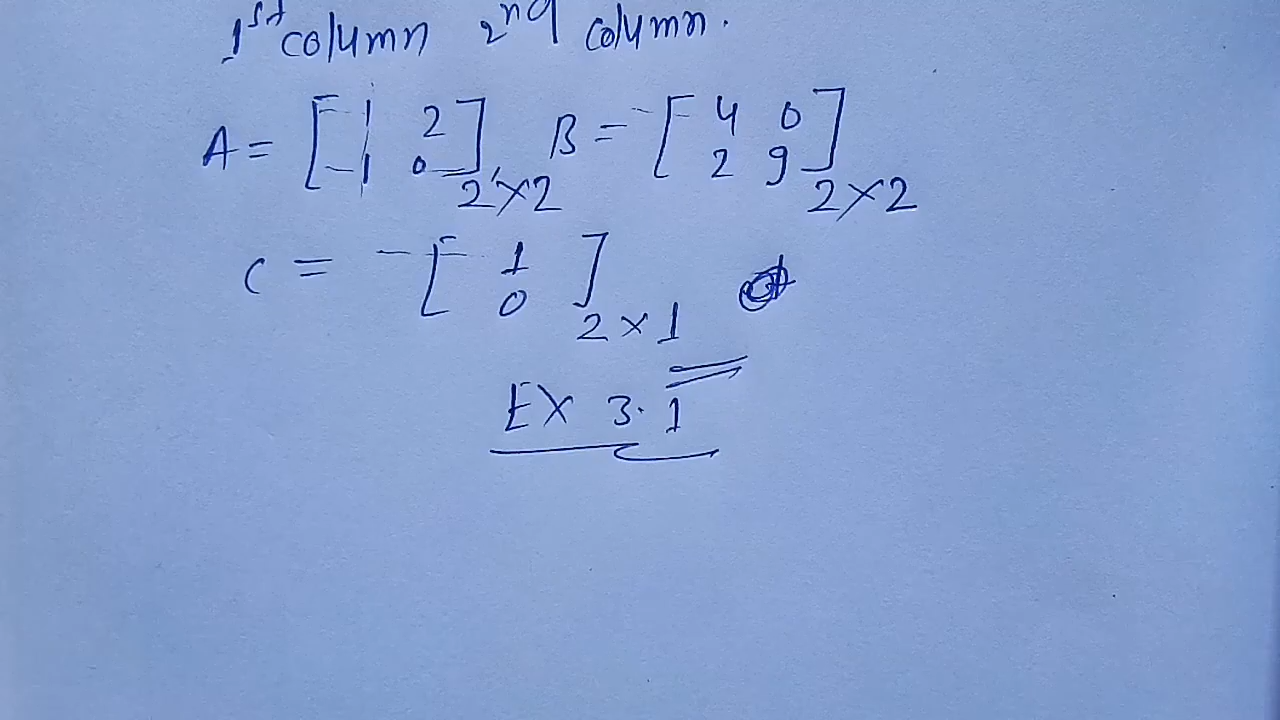 1st column 2nd column.
A = [ 1 2 ], B = [ 4 0 ]
-1 0 2×2 2 9 2×2
C = [ 1 ]
0 2×1
EX 3.1